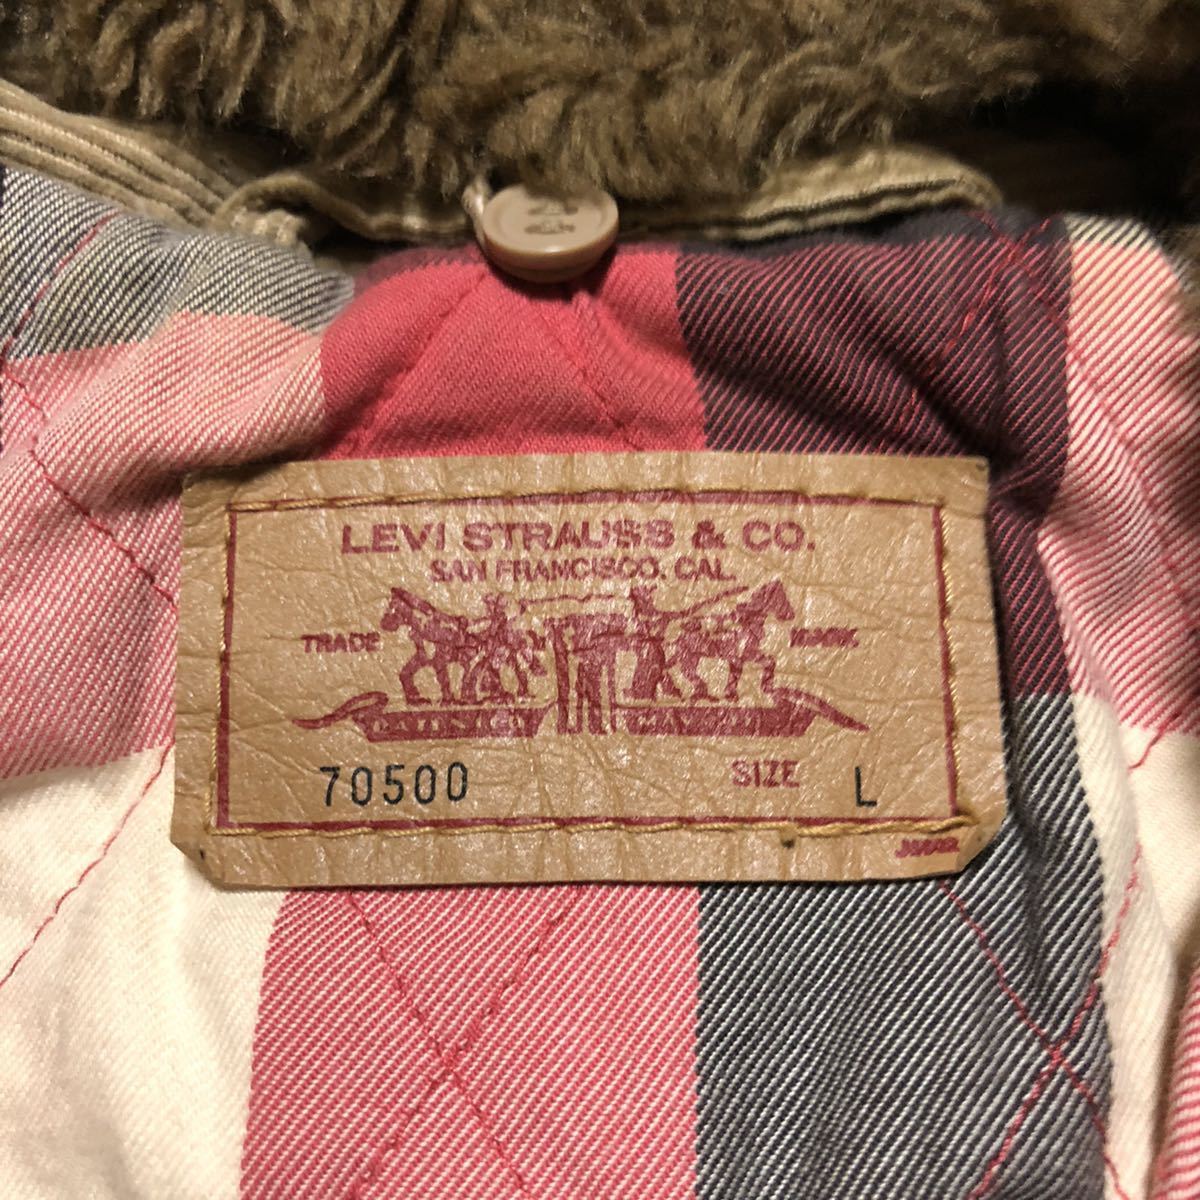 LEVI STRAUSS & CO.
SAN FRANCISCO, CAL.
TRADE MARK
70500 SIZE L